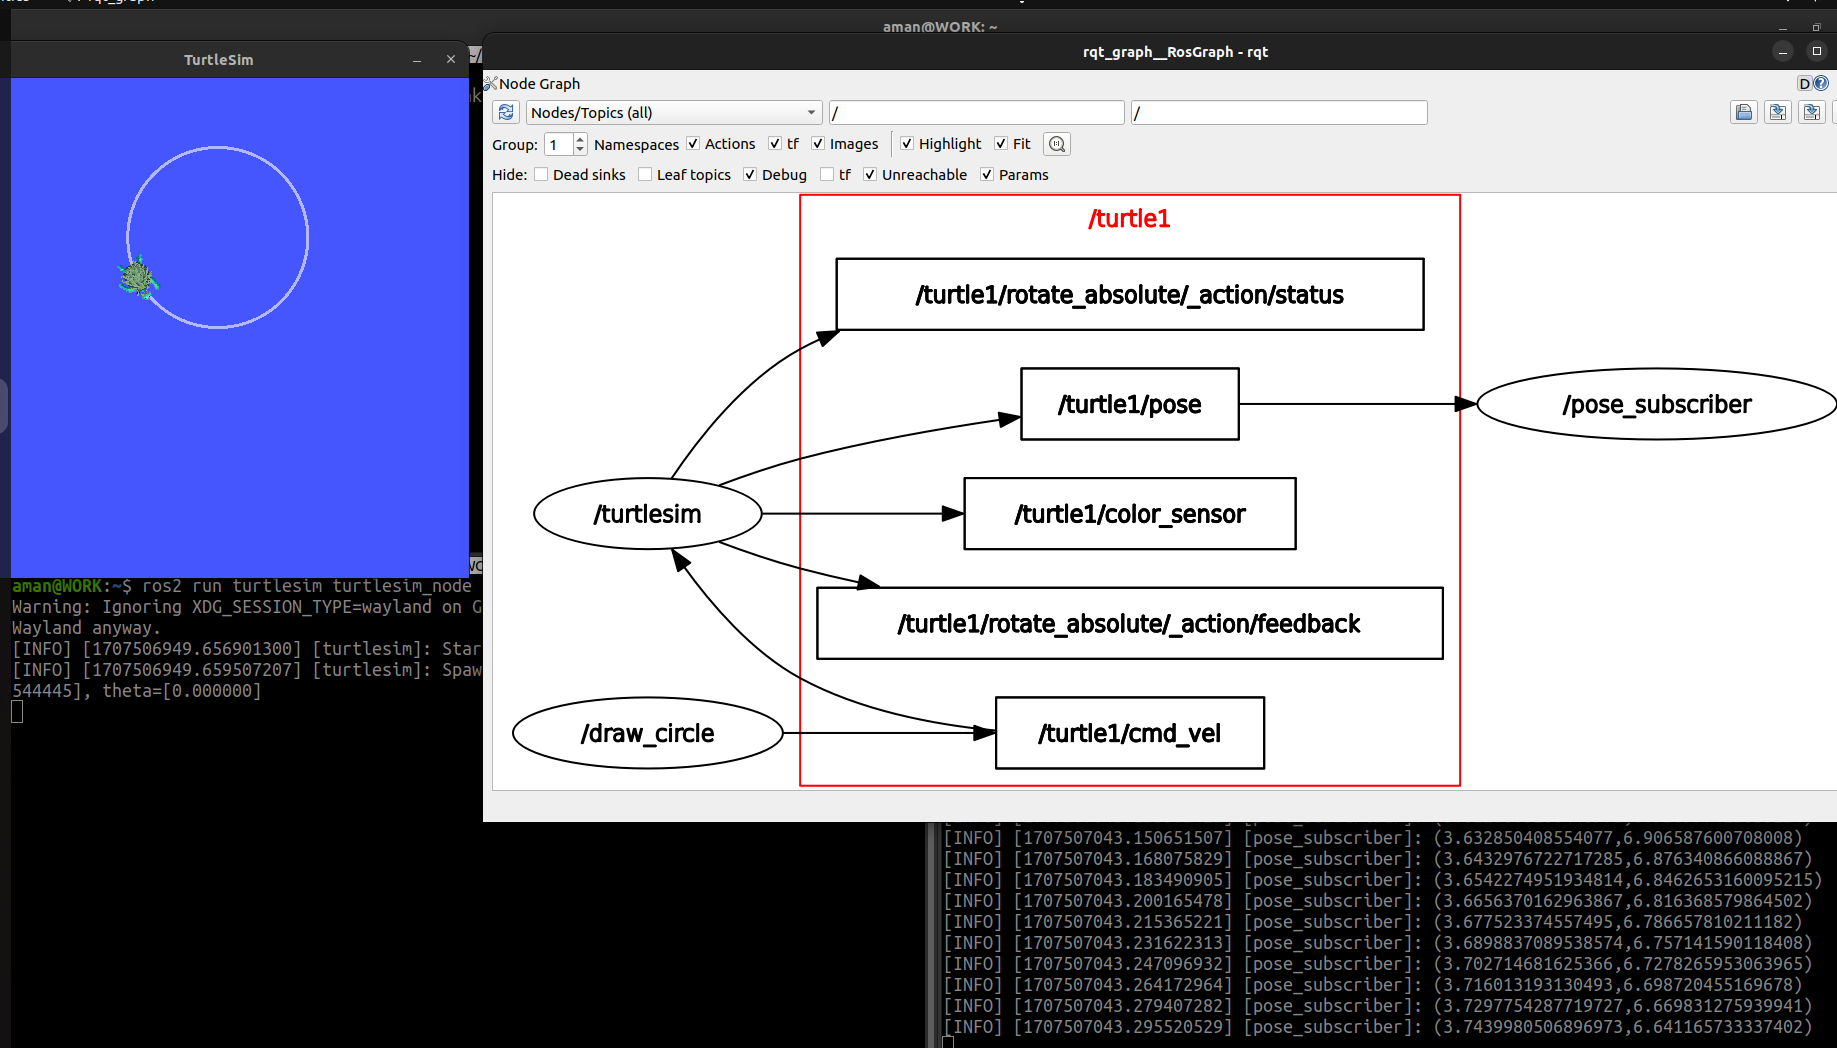 aman@WORK: ~
TurtleSim
rqt_graph__RosGraph - rqt
Node Graph
D
Nodes/Topics (all)
/
/
Group: 1 Namespaces Actions tf Images Highlight Fit
Hide: Dead sinks Leaf topics Debug tf Unreachable Params
/turtle1
/turtle1/rotate_absolute/_action/status
/turtle1/pose
/pose_subscriber
/turtlesim
/turtle1/color_sensor
/turtle1/rotate_absolute/_action/feedback
/draw_circle
/turtle1/cmd_vel
aman@WORK:~$ ros2 run turtlesim turtlesim_node
Warning: Ignoring XDG_SESSION_TYPE=wayland on G
Wayland anyway.
[INFO] [1707506949.656901300] [turtlesim]: Star
[INFO] [1707506949.659507207] [turtlesim]: Spaw
544445], theta=[0.000000]
[INFO] [1707507043.150651507] [pose_subscriber]: (3.632850408554077,6.906587600708008)
[INFO] [1707507043.168075829] [pose_subscriber]: (3.6432976722717285,6.876340866088867)
[INFO] [1707507043.183490905] [pose_subscriber]: (3.6542274951934814,6.8462653160095215)
[INFO] [1707507043.200165478] [pose_subscriber]: (3.6656370162963867,6.816368579864502)
[INFO] [1707507043.215365221] [pose_subscriber]: (3.677523374557495,6.786657810211182)
[INFO] [1707507043.231622313] [pose_subscriber]: (3.6898837089538574,6.757141590118408)
[INFO] [1707507043.247096932] [pose_subscriber]: (3.702714681625366,6.7278265953063965)
[INFO] [1707507043.264172964] [pose_subscriber]: (3.716013193130493,6.698720455169678)
[INFO] [1707507043.279407282] [pose_subscriber]: (3.7297754287719727,6.669831275939941)
[INFO] [1707507043.295520529] [pose_subscriber]: (3.7439980506896973,6.641165733337402)